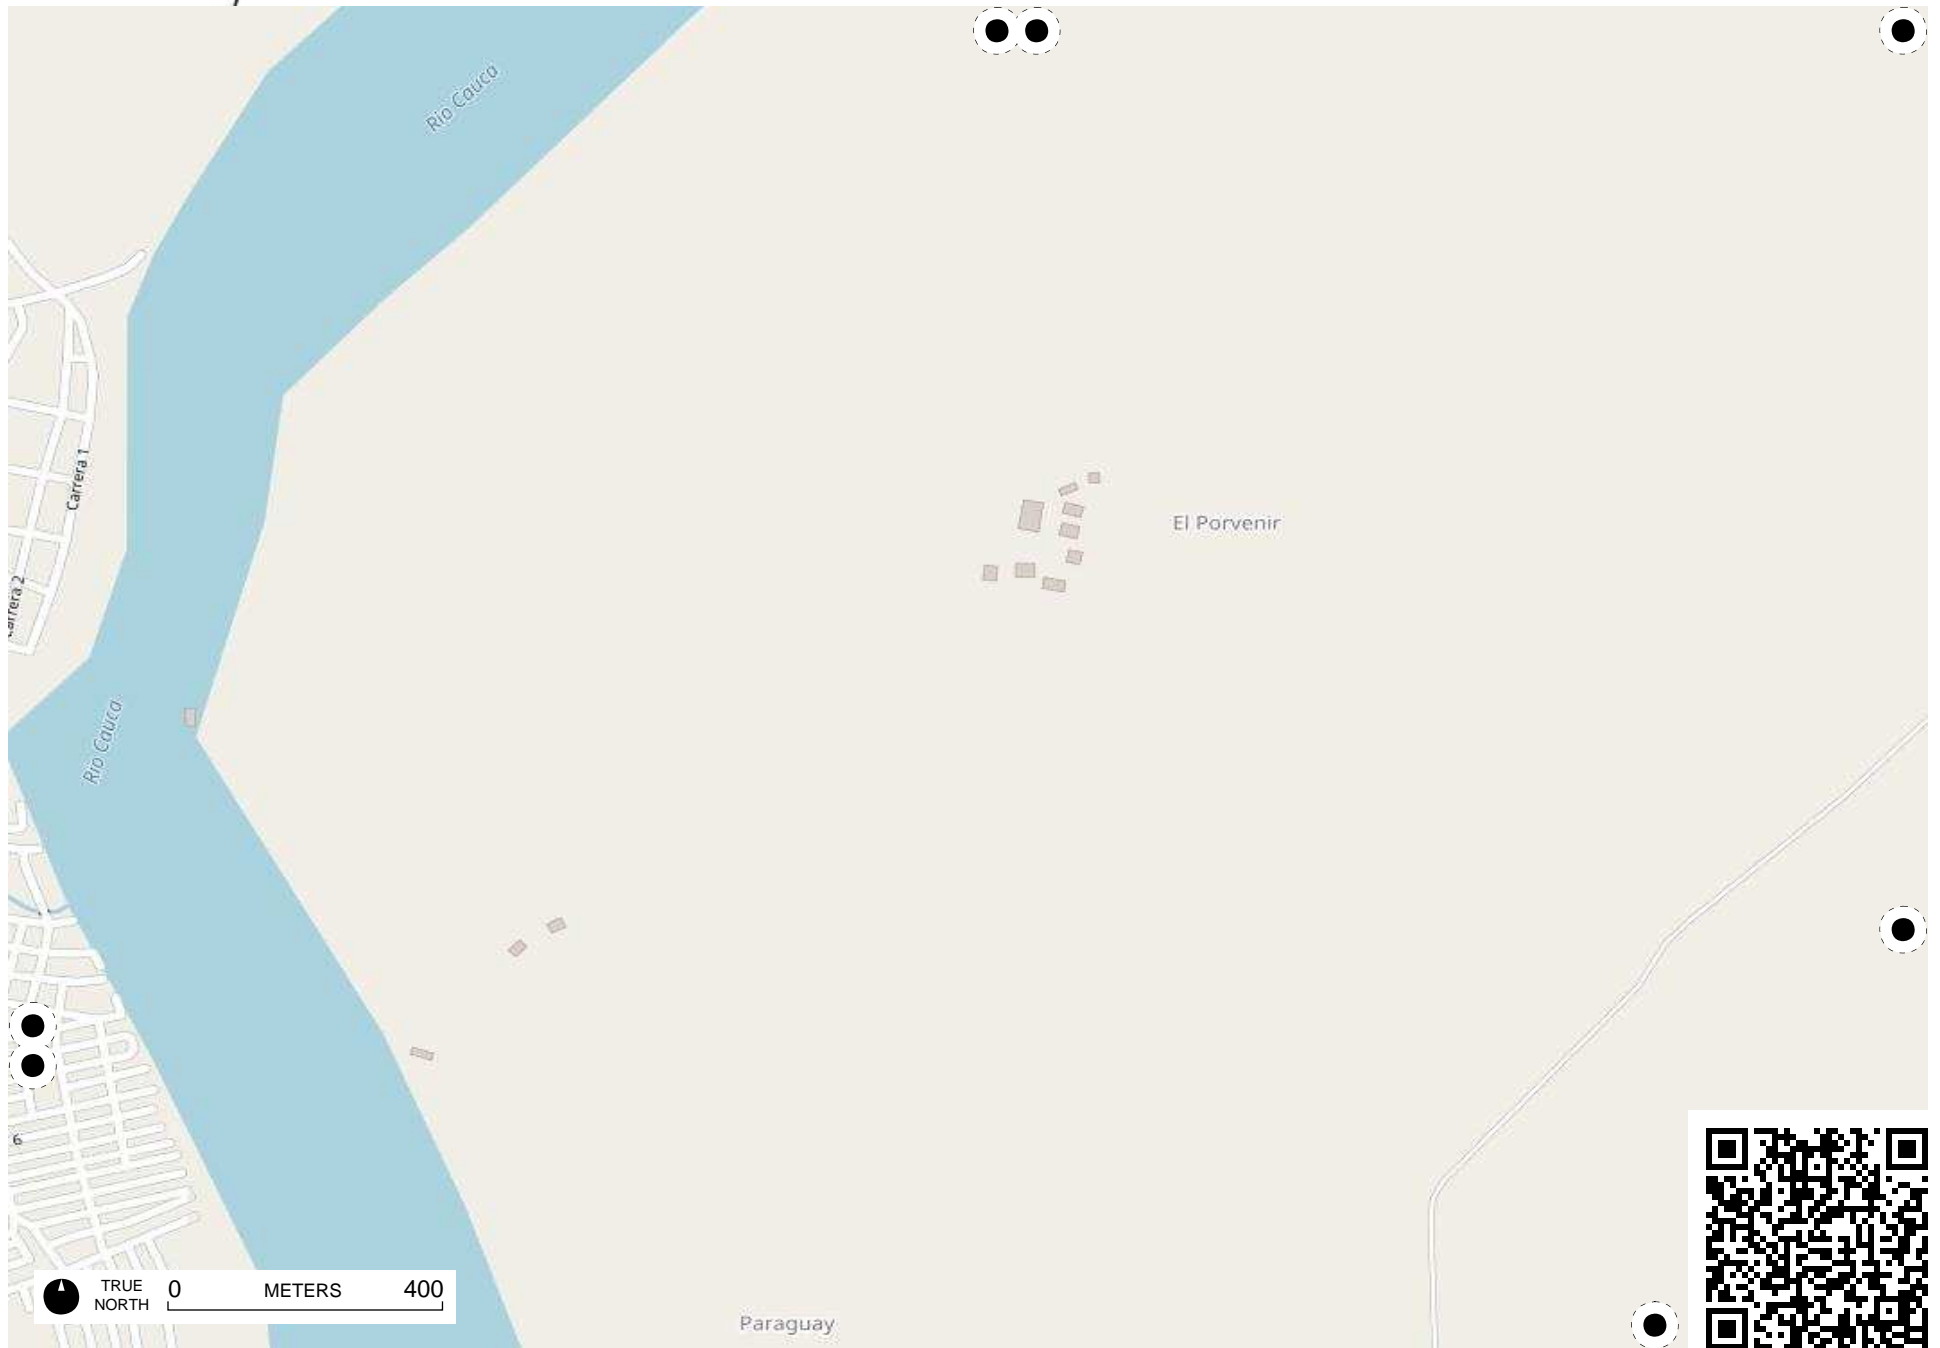 Rio Cauca
Carrera 1
El Porvenir
Carrera 2
Rio Cauca
6
TRUE
NORTH
0 METERS 400
Paraguay